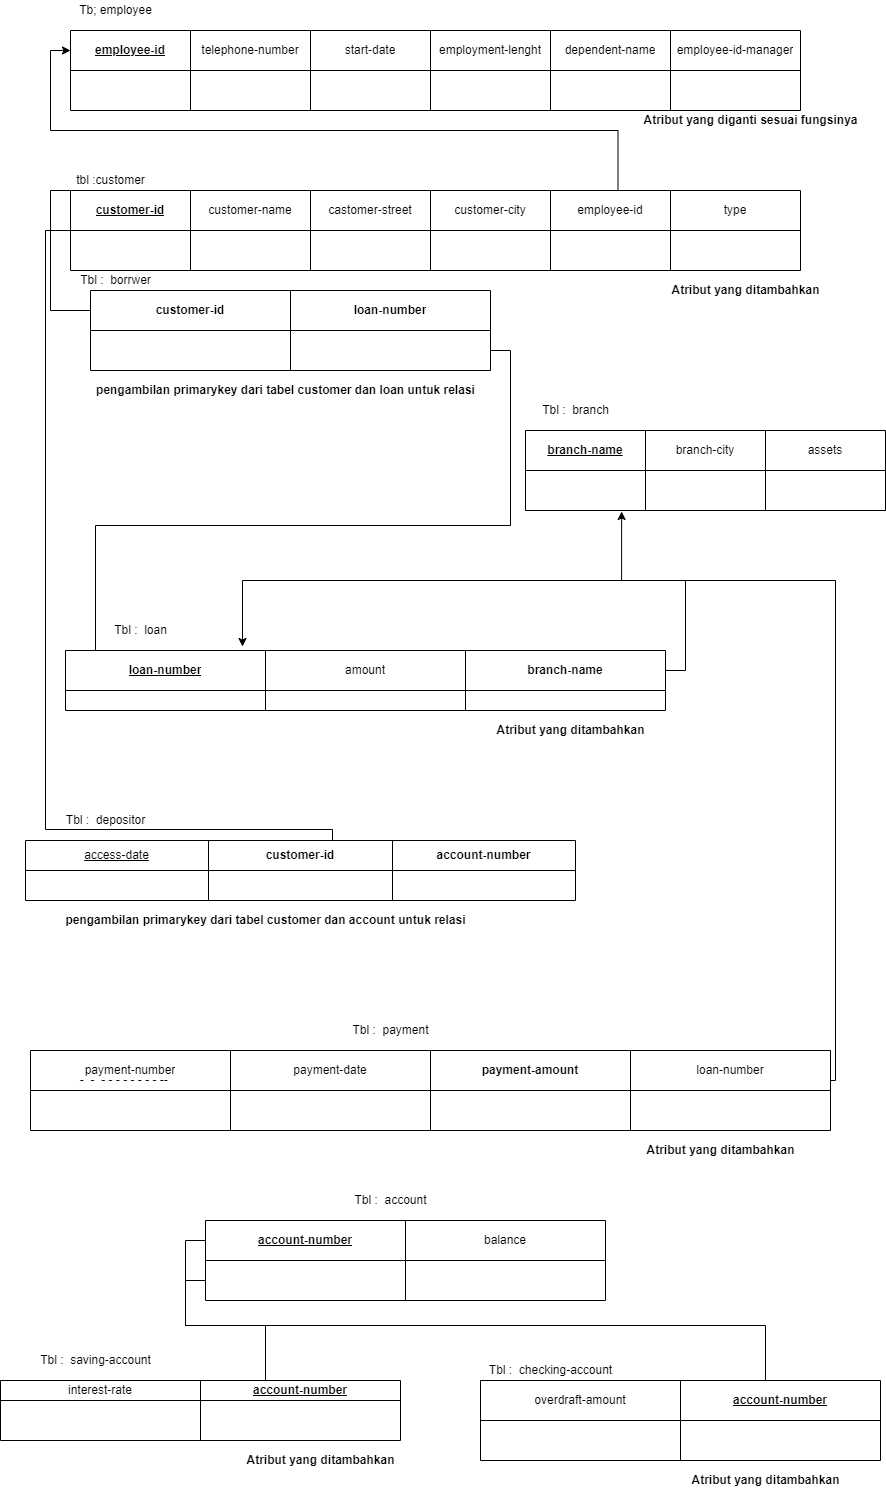 Tb; employee
employee-id telephone-number start-date employment-lenght dependent-name employee-id-manager
Atribut yang diganti sesuai fungsinya
tbl :customer
customer-id customer-name castomer-street customer-city employee-id type
Tbl : borrwer
Atribut yang ditambahkan
customer-id loan-number
pengambilan primarykey dari tabel customer dan loan untuk relasi
Tbl : branch
branch-name branch-city assets
Tbl : loan
loan-number amount branch-name
Atribut yang ditambahkan
Tbl : depositor
access-date customer-id account-number
pengambilan primarykey dari tabel customer dan account untuk relasi
Tbl : payment
payment-number payment-date payment-amount loan-number
Atribut yang ditambahkan
Tbl : account
account-number balance
Tbl : saving-account
Tbl : checking-account
interest-rate account-number
overdraft-amount account-number
Atribut yang ditambahkan
Atribut yang ditambahkan